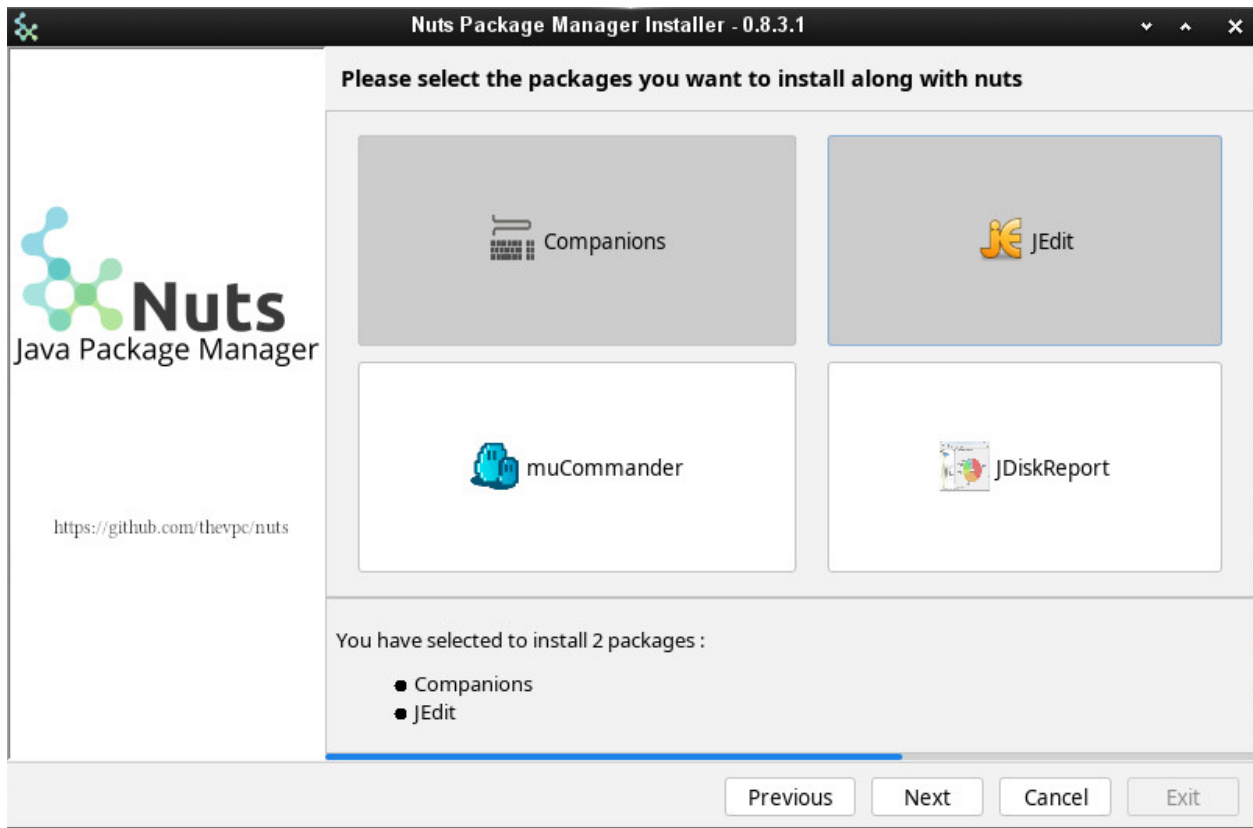 Nuts Package Manager Installer - 0.8.3.1
Please select the packages you want to install along with nuts
Nuts
Java Package Manager
https://github.com/thevpc/nuts
Companions
JEdit
muCommander
JDiskReport
You have selected to install 2 packages :
Companions
JEdit
Previous
Next
Cancel
Exit